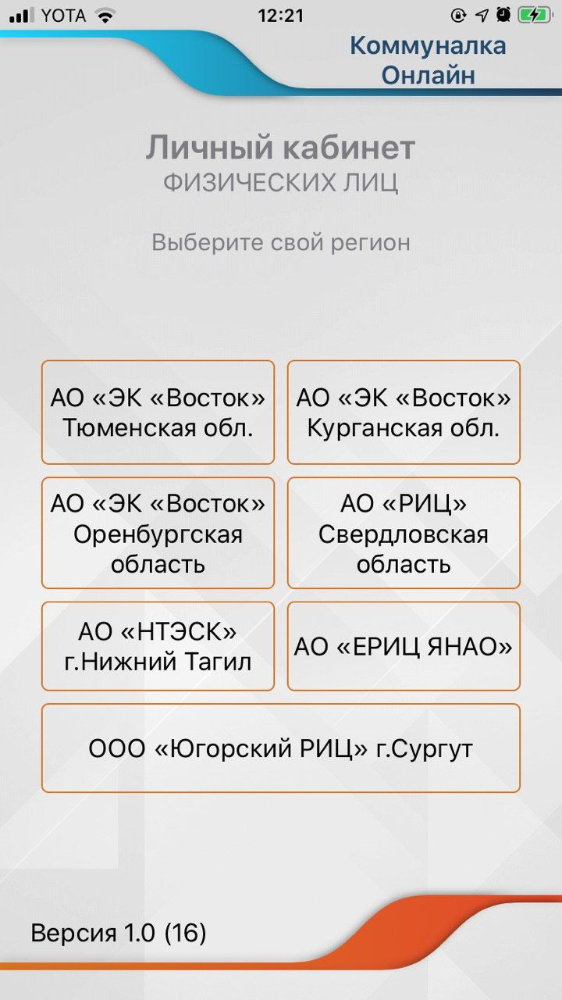 YOTA 12:21
Коммуналка
Онлайн
Личный кабинет
ФИЗИЧЕСКИХ ЛИЦ
Выберите свой регион
АО «ЭК «Восток»
Тюменская обл.
АО «ЭК «Восток»
Курганская обл.
АО «ЭК «Восток»
Оренбургская
область
АО «РИЦ»
Свердловская
область
АО «НТЭСК»
г.Нижний Тагил
АО «ЕРИЦ ЯНАО»
ООО «Югорский РИЦ» г.Сургут
Версия 1.0 (16)